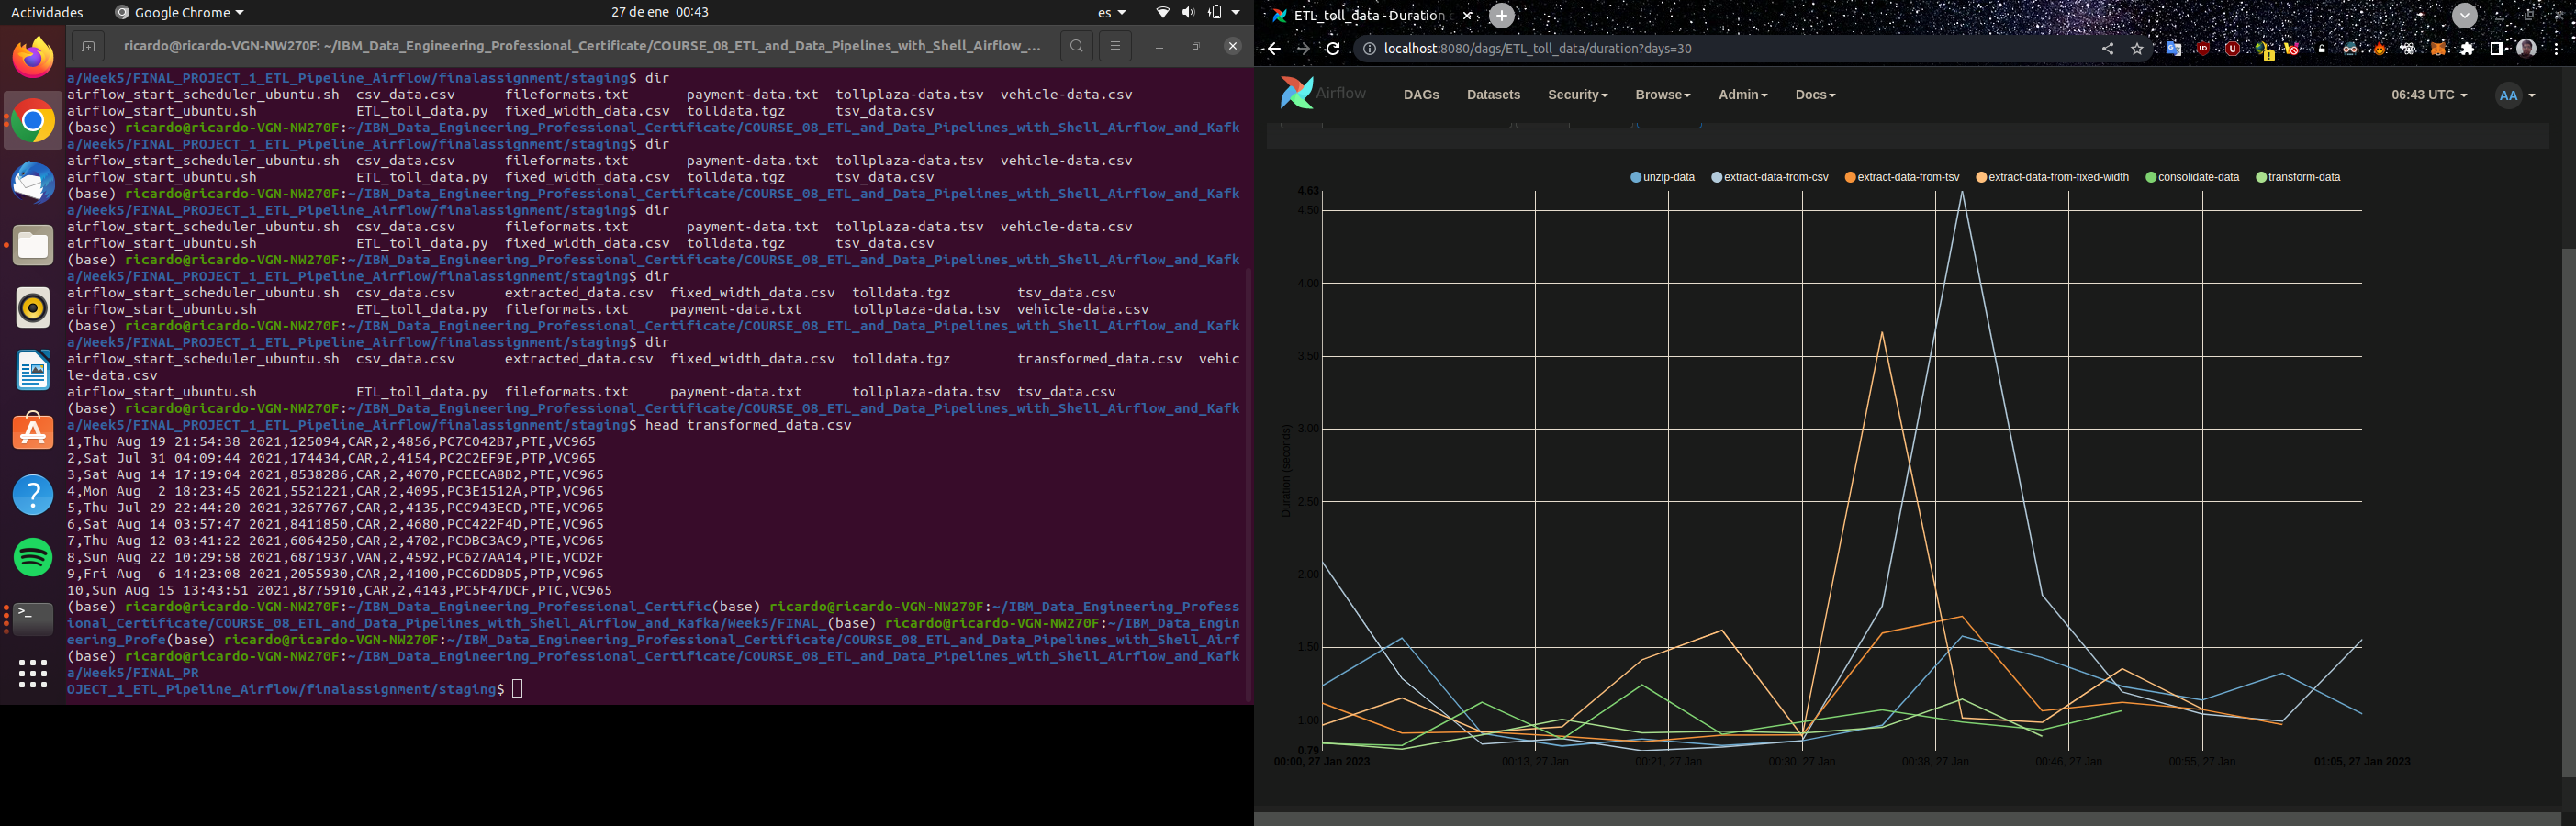 Actividades Google Chrome 27 de ene 00:43 es
ricardo@ricardo-VGN-NW270F: ~/IBM_Data_Engineering_Professional_Certificate/COURSE_08_ETL_and_Data_Pipelines_with_Shell_Airflow_...
a/Week5/FINAL_PROJECT_1_ETL_Pipeline_Airflow/finalassignment/staging$ dir
airflow_start_scheduler_ubuntu.sh csv_data.csv fileformats.txt payment-data.txt tollplaza-data.tsv vehicle-data.csv
airflow_start_ubuntu.sh ETL_toll_data.py fixed_width_data.csv tolldata.tgz tsv_data.csv
(base) ricardo@ricardo-VGN-NW270F:~/IBM_Data_Engineering_Professional_Certificate/COURSE_08_ETL_and_Data_Pipelines_with_Shell_Airflow_and_Kafk
a/Week5/FINAL_PROJECT_1_ETL_Pipeline_Airflow/finalassignment/staging$ dir
airflow_start_scheduler_ubuntu.sh csv_data.csv fileformats.txt payment-data.txt tollplaza-data.tsv vehicle-data.csv
airflow_start_ubuntu.sh ETL_toll_data.py fixed_width_data.csv tolldata.tgz tsv_data.csv
(base) ricardo@ricardo-VGN-NW270F:~/IBM_Data_Engineering_Professional_Certificate/COURSE_08_ETL_and_Data_Pipelines_with_Shell_Airflow_and_Kafk
a/Week5/FINAL_PROJECT_1_ETL_Pipeline_Airflow/finalassignment/staging$ dir
airflow_start_scheduler_ubuntu.sh csv_data.csv fileformats.txt payment-data.txt tollplaza-data.tsv vehicle-data.csv
airflow_start_ubuntu.sh ETL_toll_data.py fixed_width_data.csv tolldata.tgz tsv_data.csv
(base) ricardo@ricardo-VGN-NW270F:~/IBM_Data_Engineering_Professional_Certificate/COURSE_08_ETL_and_Data_Pipelines_with_Shell_Airflow_and_Kafk
a/Week5/FINAL_PROJECT_1_ETL_Pipeline_Airflow/finalassignment/staging$ dir
airflow_start_scheduler_ubuntu.sh csv_data.csv extracted_data.csv fixed_width_data.csv tolldata.tgz tsv_data.csv
airflow_start_ubuntu.sh ETL_toll_data.py fileformats.txt payment-data.txt tollplaza-data.tsv vehicle-data.csv
(base) ricardo@ricardo-VGN-NW270F:~/IBM_Data_Engineering_Professional_Certificate/COURSE_08_ETL_and_Data_Pipelines_with_Shell_Airflow_and_Kafk
a/Week5/FINAL_PROJECT_1_ETL_Pipeline_Airflow/finalassignment/staging$ dir
airflow_start_scheduler_ubuntu.sh csv_data.csv extracted_data.csv fixed_width_data.csv tolldata.tgz transformed_data.csv vehic
le-data.csv
airflow_start_ubuntu.sh ETL_toll_data.py fileformats.txt payment-data.txt tollplaza-data.tsv tsv_data.csv
(base) ricardo@ricardo-VGN-NW270F:~/IBM_Data_Engineering_Professional_Certificate/COURSE_08_ETL_and_Data_Pipelines_with_Shell_Airflow_and_Kafk
a/Week5/FINAL_PROJECT_1_ETL_Pipeline_Airflow/finalassignment/staging$ head transformed_data.csv
1,Thu Aug 19 21:54:38 2021,125094,CAR,2,4856,PC7C042B7,PTE,VC965
2,Sat Jul 31 04:09:44 2021,174434,CAR,2,4154,PC2C2EF9E,PTP,VC965
3,Sat Aug 14 17:19:04 2021,8538286,CAR,2,4070,PCEECA8B2,PTE,VC965
4,Mon Aug  2 18:23:45 2021,5521221,CAR,2,4095,PC3E1512A,PTP,VC965
5,Thu Jul 29 22:44:20 2021,3267767,CAR,2,4135,PCC943ECD,PTE,VC965
6,Sat Aug 14 03:57:47 2021,8411850,CAR,2,4680,PCC422F4D,PTE,VC965
7,Thu Aug 12 03:41:22 2021,6064250,CAR,2,4702,PCDBC3AC9,PTE,VC965
8,Sun Aug 22 10:29:58 2021,6871937,VAN,2,4592,PC627AA14,PTE,VCD2F
9,Fri Aug  6 14:23:08 2021,2055930,CAR,2,4100,PCC6DD8D5,PTP,VC965
10,Sun Aug 15 13:43:51 2021,8775910,CAR,2,4143,PC5F47DCF,PTC,VC965
(base) ricardo@ricardo-VGN-NW270F:~/IBM_Data_Engineering_Professional_Certific(base) ricardo@ricardo-VGN-NW270F:~/IBM_Data_Engineering_Profess
ional_Certificate/COURSE_08_ETL_and_Data_Pipelines_with_Shell_Airflow_and_Kafka/Week5/FINAL_(base) ricardo@ricardo-VGN-NW270F:~/IBM_Data_Engin
eering_Profe(base) ricardo@ricardo-VGN-NW270F:~/IBM_Data_Engineering_Professional_Certificate/COURSE_08_ETL_and_Data_Pipelines_with_Shell_Airf
(base) ricardo@ricardo-VGN-NW270F:~/IBM_Data_Engineering_Professional_Certificate/COURSE_08_ETL_and_Data_Pipelines_with_Shell_Airflow_and_Kafk
a/Week5/FINAL_PR
OJECT_1_ETL_Pipeline_Airflow/finalassignment/staging$
ETL_toll_data - Duration
localhost:8080/dags/ETL_toll_data/duration?days=30
Airflow DAGs Datasets Security Browse Admin Docs 06:43 UTC AA
unzip-data extract-data-from-csv extract-data-from-tsv extract-data-from-fixed-width consolidate-data transform-data
4.63
4.50
4.00
3.50
3.00
2.50
2.00
1.50
1.00
0.79
Duration (seconds)
00:00, 27 Jan 2023 00:13, 27 Jan 00:21, 27 Jan 00:30, 27 Jan 00:38, 27 Jan 00:46, 27 Jan 00:55, 27 Jan 01:05, 27 Jan 2023